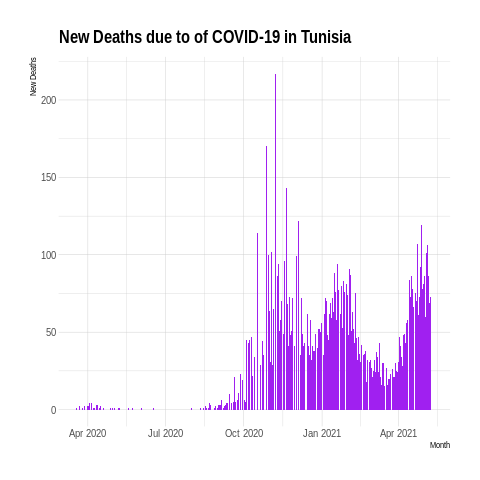 New Deaths due to of COVID-19 in Tunisia
New Deaths
200
150
100
50
0
Apr 2020 Jul 2020 Oct 2020 Jan 2021 Apr 2021
Month